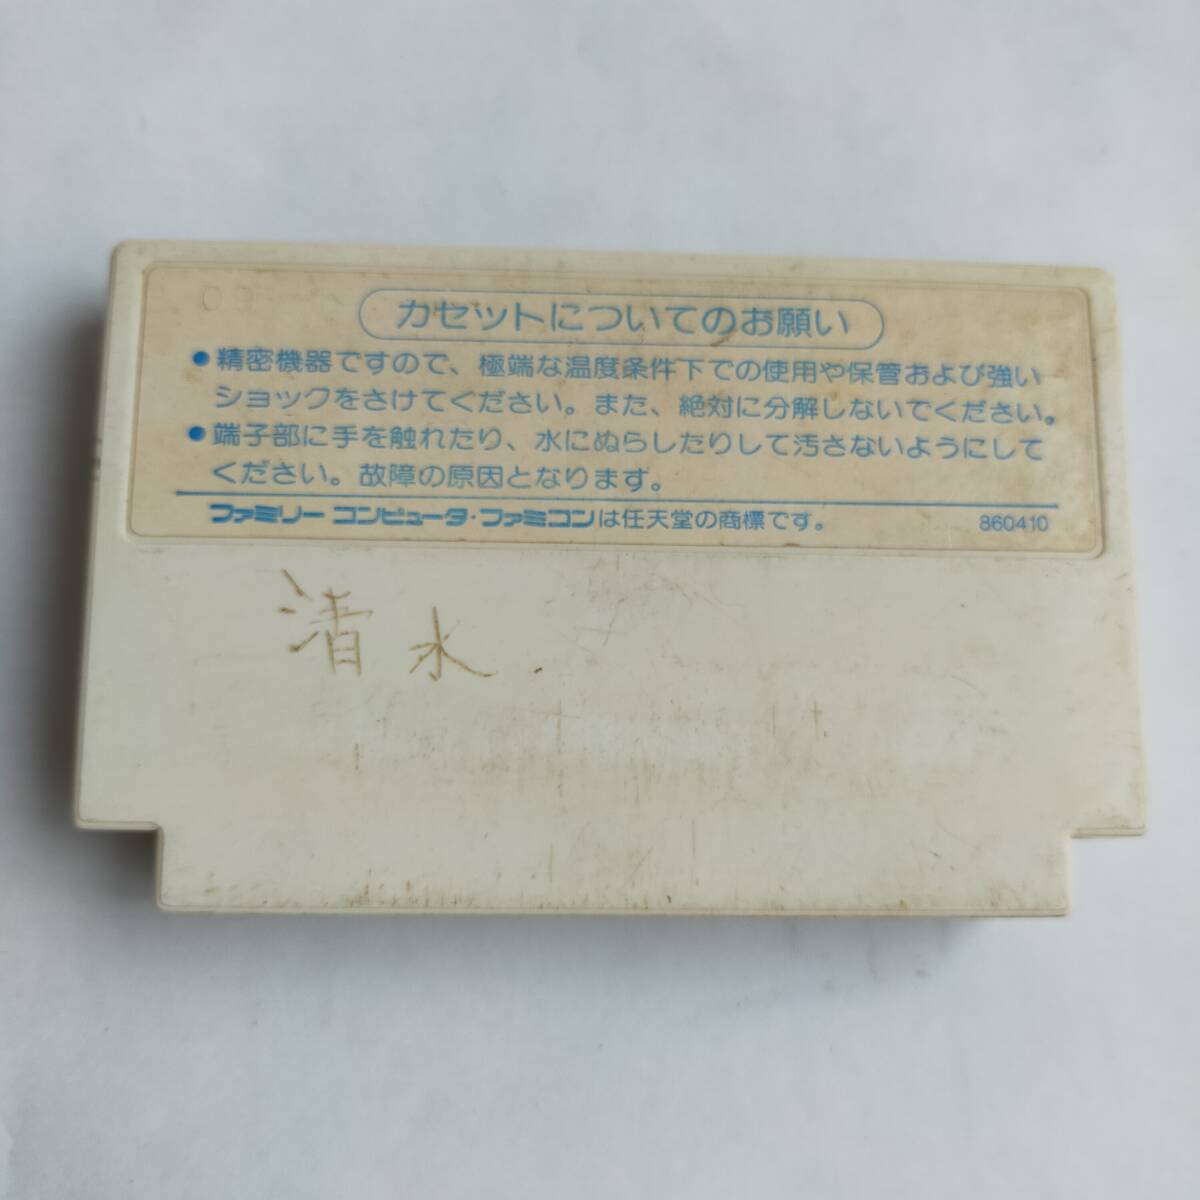 カセットについてのお願い
●精密機器ですので、極端な温度条件下での使用や保管および強い
ショックをさけてください。また、絶対に分解しないでください。
●端子部に手を触れたり、水にぬらしたりして汚さないようにして
ください。故障の原因となります。
ファミリーコンピュータ・ファミコンは任天堂の商標です。 860410
清水